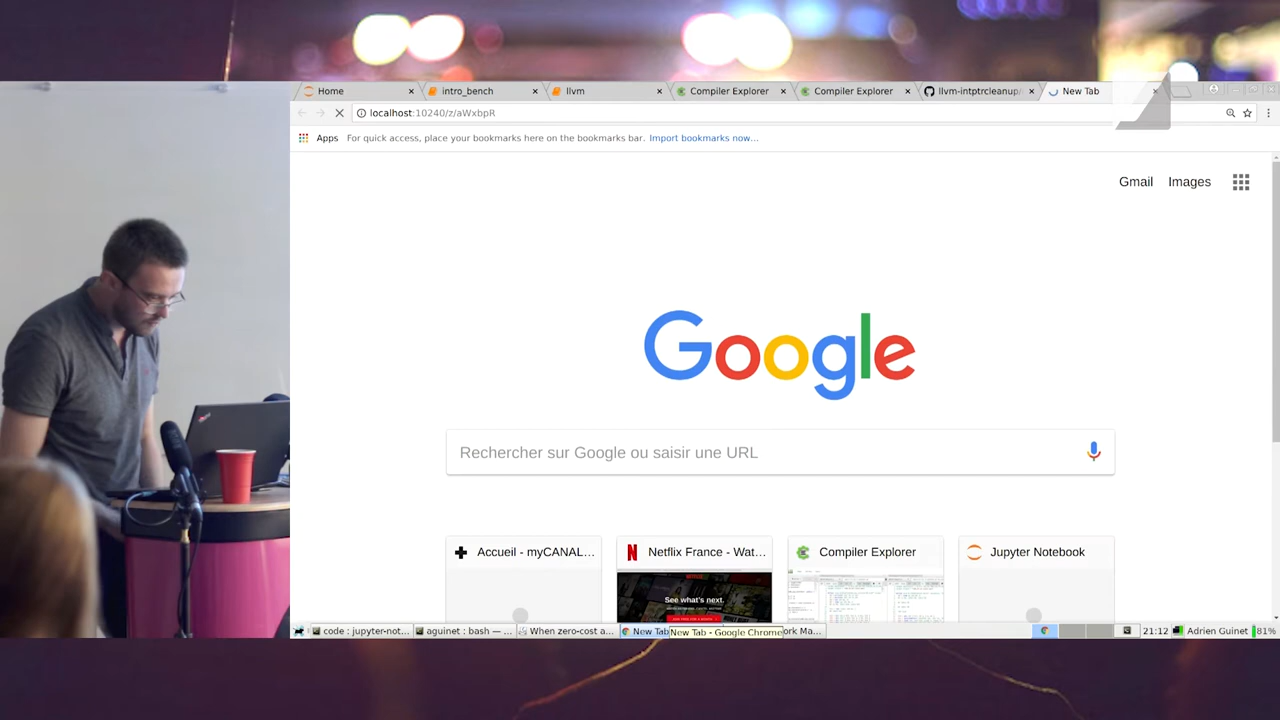 Home
intro_bench
llvm
Compiler Explorer
Compiler Explorer
llvm-intptrcleanup/
New Tab
localhost:10240/z/aWxbpR
Apps For quick access, place your bookmarks here on the bookmarks bar. Import bookmarks now...
Gmail Images
Google
Rechercher sur Google ou saisir une URL
Accueil - myCANAL...
Netflix France - Wat...
Compiler Explorer
Jupyter Notebook
NETFLIX
See what's next.
code : jupyter-not...
aguinet : bash — ...
When zero-cost a...
New Tab
New Tab - Google Chrome
ork Ma...
21:12
Adrien Guinet
81%